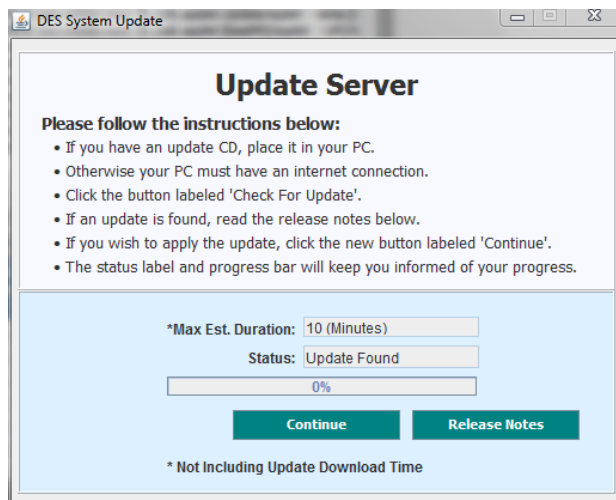 DES System Update
Update Server
Please follow the instructions below:
• If you have an update CD, place it in your PC.
• Otherwise your PC must have an internet connection.
• Click the button labeled 'Check For Update'.
• If an update is found, read the release notes below.
• If you wish to apply the update, click the new button labeled 'Continue'.
• The status label and progress bar will keep you informed of your progress.
*Max Est. Duration: 10 (Minutes)
Status: Update Found
0%
Continue Release Notes
* Not Including Update Download Time